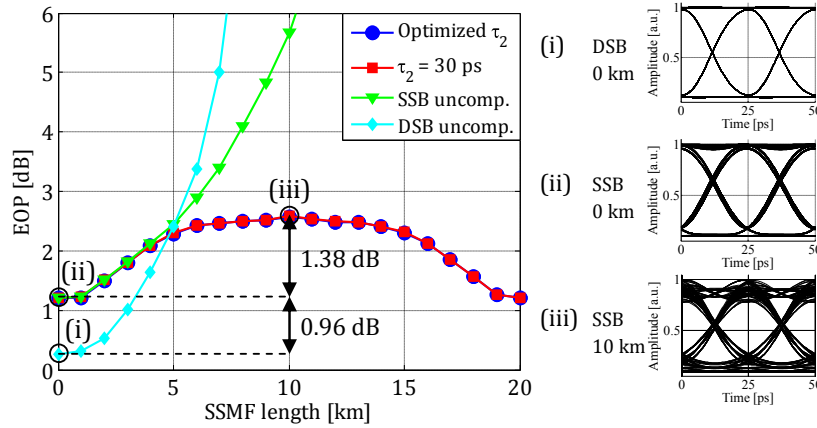 6
5
4
3
2
1
0
EOP [dB]
0
5
10
15
20
SSMF length [km]
Optimized τ2
τ2 = 30 ps
SSB uncomp.
DSB uncomp.
(i)
(ii)
(iii)
1.38 dB
0.96 dB
(i) DSB
0 km
Amplitude [a.u.]
1
0.5
0
25
50
Time [ps]
(ii) SSB
0 km
Amplitude [a.u.]
1
0.5
0
25
50
Time [ps]
(iii) SSB
10 km
Amplitude [a.u.]
1
0.5
0
25
50
Time [ps]